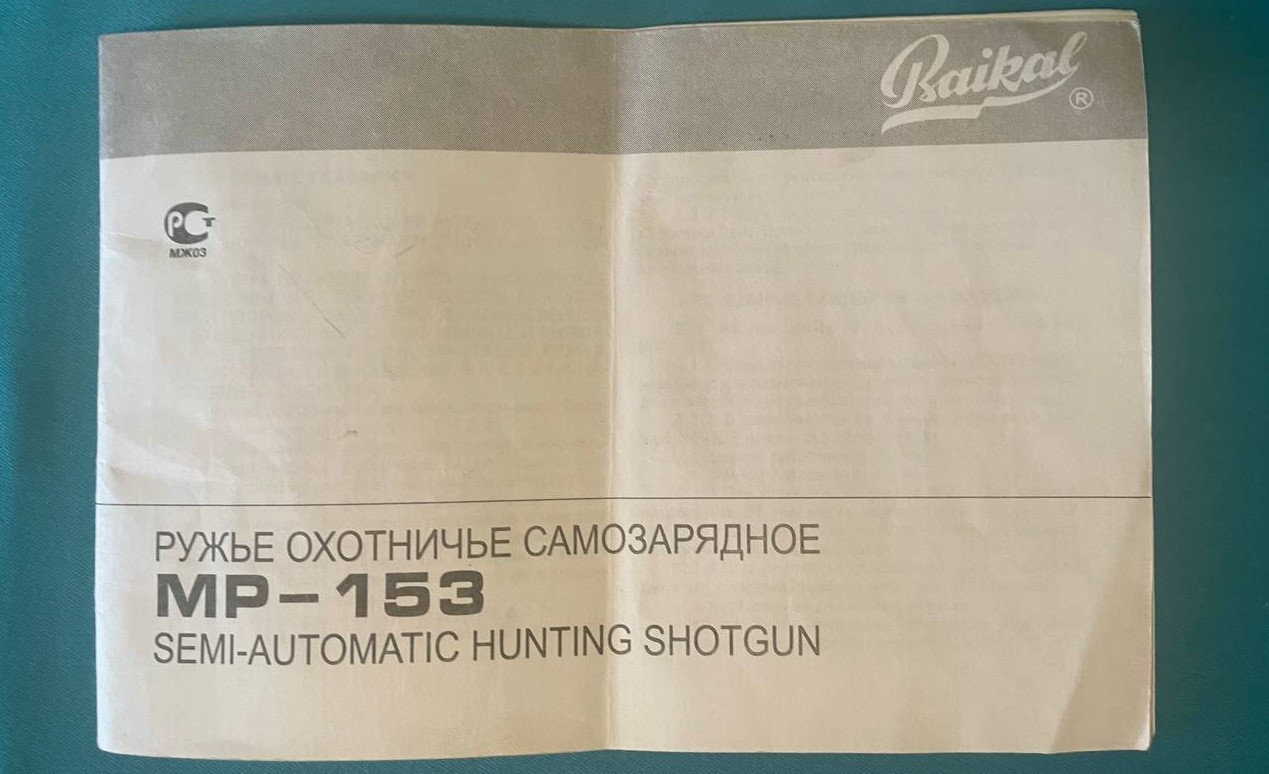 Baikal
®
РСТ
МЖ03
РУЖЬЕ ОХОТНИЧЬЕ САМОЗАРЯДНОЕ
МР-153
SEMI-AUTOMATIC HUNTING SHOTGUN